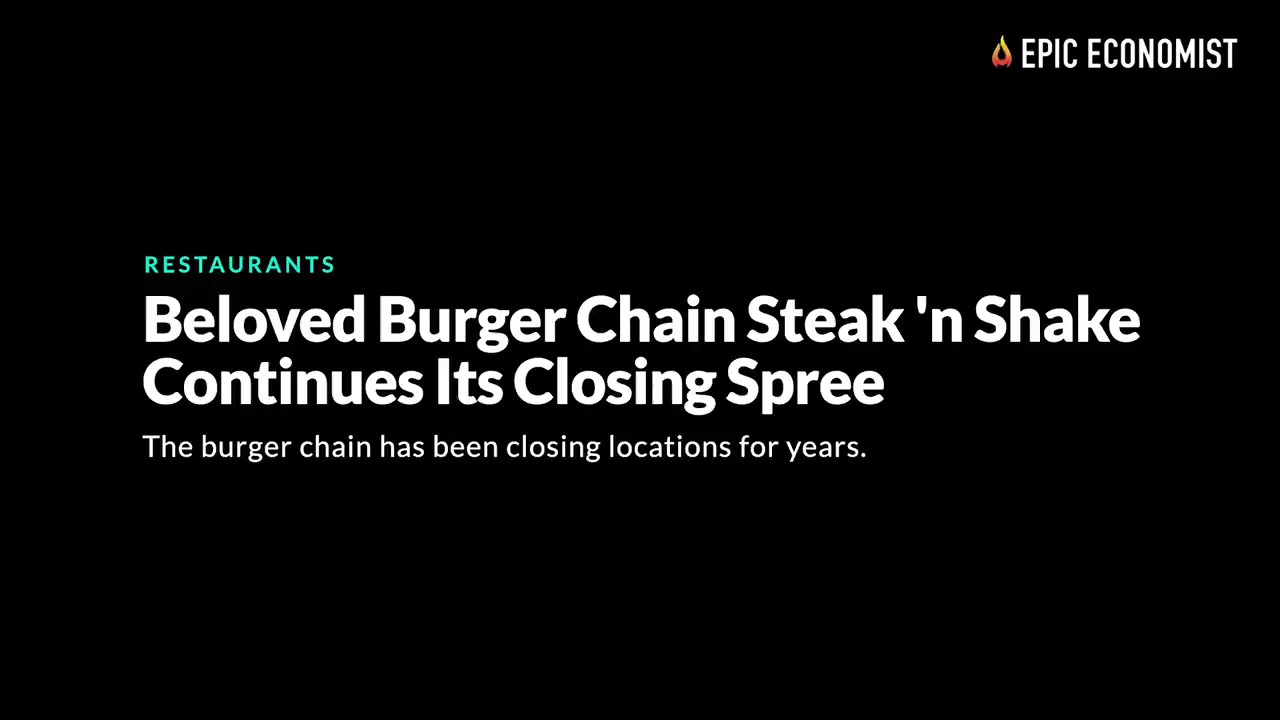 EPIC ECONOMIST
RESTAURANTS
Beloved Burger Chain Steak 'n Shake
Continues Its Closing Spree
The burger chain has been closing locations for years.